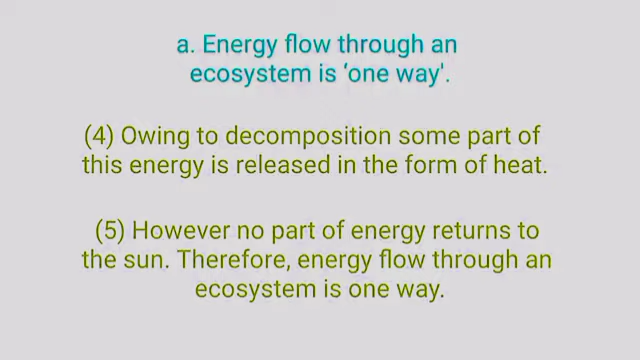 a. Energy flow through an
ecosystem is ‘one way'.
(4) Owing to decomposition some part of
this energy is released in the form of heat.
(5) However no part of energy returns to
the sun. Therefore, energy flow through an
ecosystem is one way.